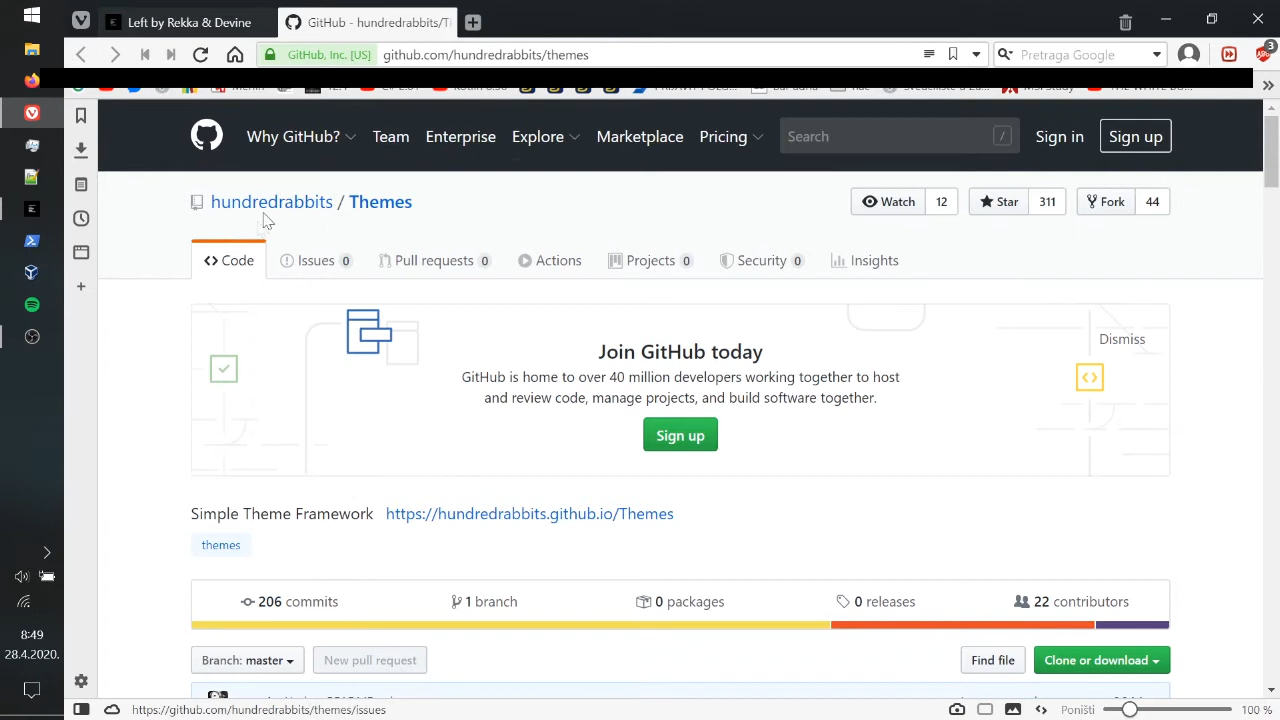 Left by Rekka & Devine
GitHub - hundredrabbits/Ti
GitHub, Inc. [US]
github.com/hundredrabbits/themes
Pretraga Google
3
Why GitHub?
Team
Enterprise
Explore
Marketplace
Pricing
Search
/
Sign in
Sign up
hundredrabbits / Themes
Watch 12
Star 311
Fork 44
Code
Issues 0
Pull requests 0
Actions
Projects 0
Security 0
Insights
Join GitHub today
Dismiss
GitHub is home to over 40 million developers working together to host
and review code, manage projects, and build software together.
Sign up
Simple Theme Framework https://hundredrabbits.github.io/Themes
themes
206 commits
1 branch
0 packages
0 releases
22 contributors
Branch: master
New pull request
Find file
Clone or download
8:49
28.4.2020.
https://github.com/hundredrabbits/themes/issues
Poništi
100 %